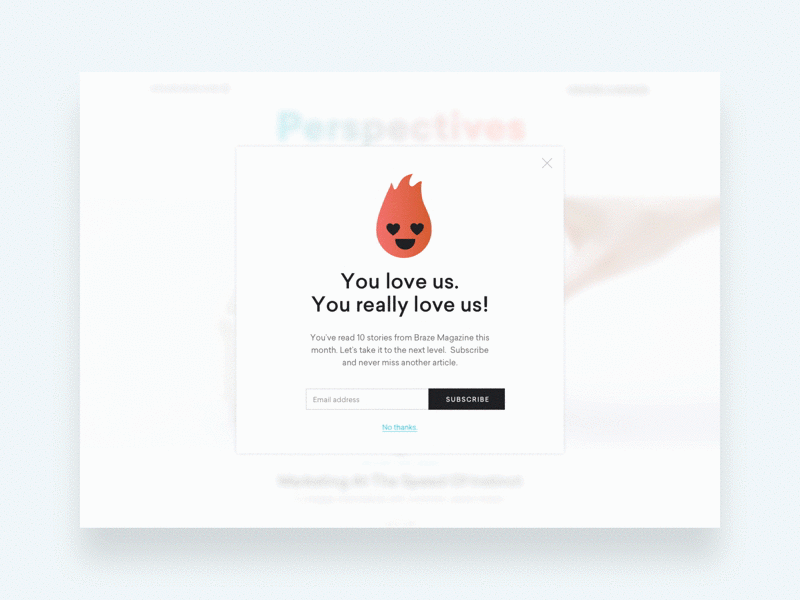 Perspectives
You love us.
You really love us!
You've read 10 stories from Braze Magazine this
month. Let's take it to the next level. Subscribe
and never miss another article.
Email address
SUBSCRIBE
No thanks.
Marketing At The Speed Of Instinct